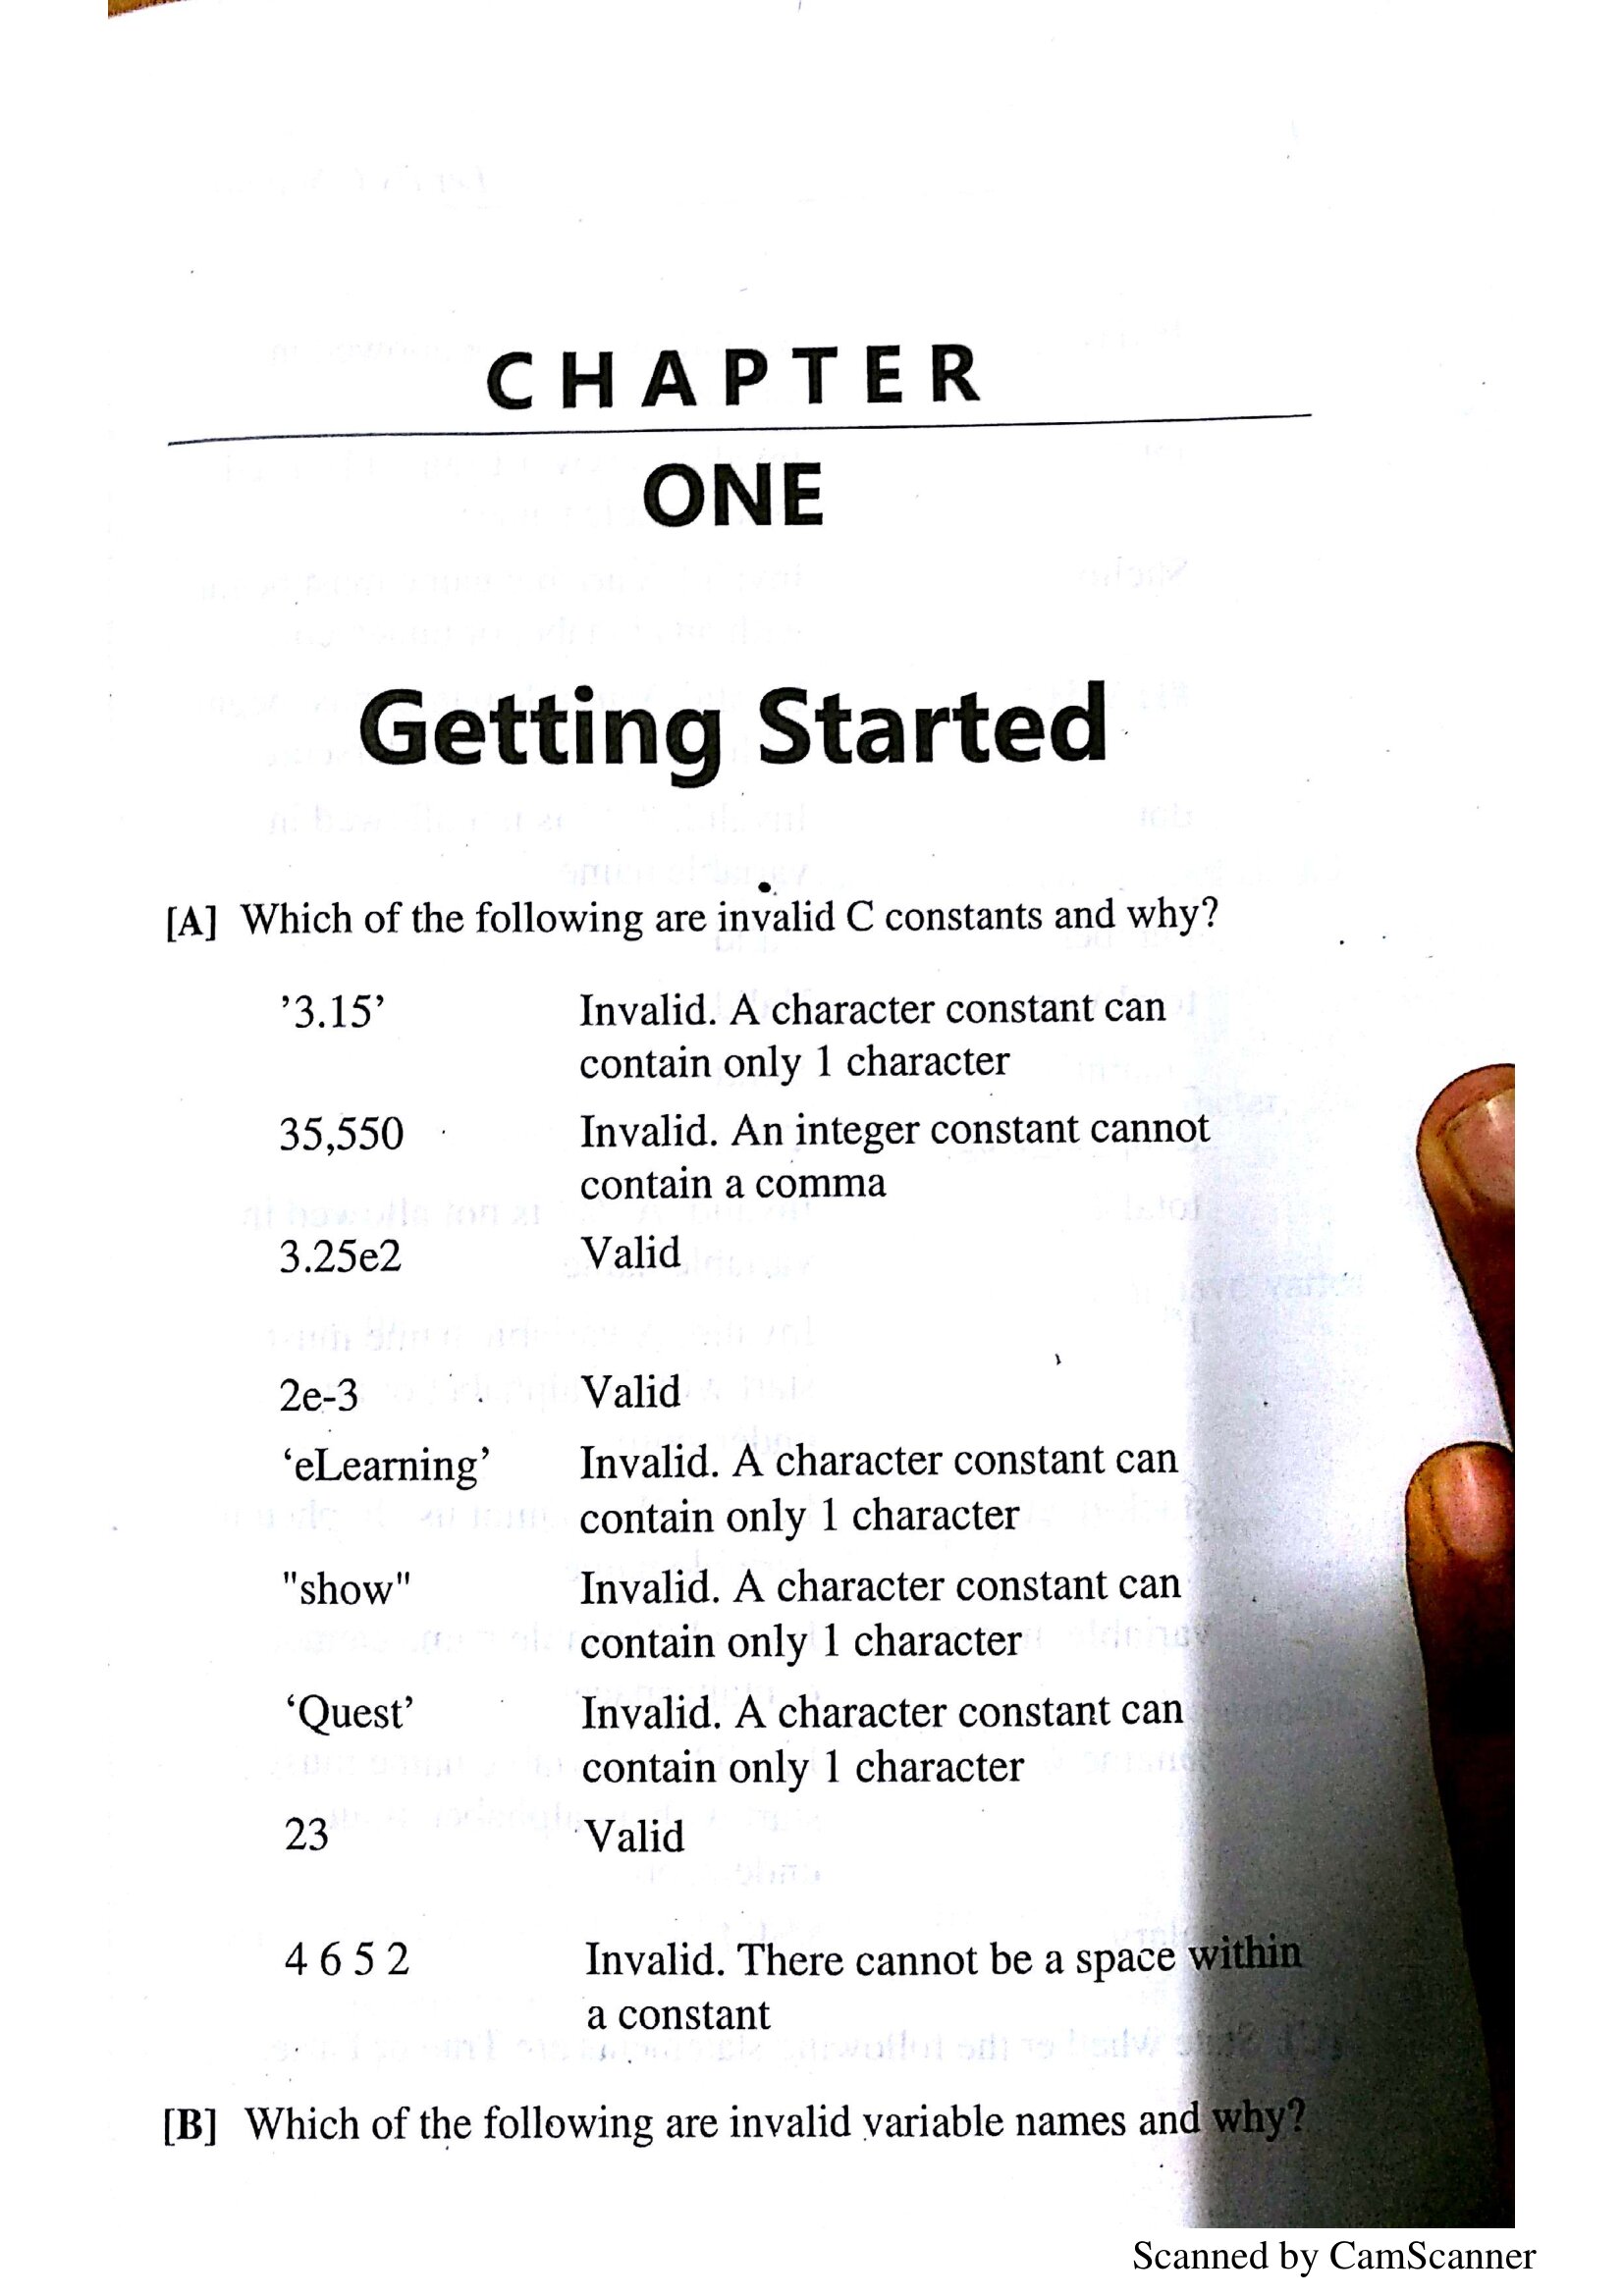 CHAPTER
ONE
Getting Started
[A] Which of the following are invalid C constants and why?
’3.15’ Invalid. A character constant can
contain only 1 character
35,550 Invalid. An integer constant cannot
contain a comma
3.25e2 Valid
2e-3 Valid
‘eLearning’ Invalid. A character constant can
contain only 1 character
"show" Invalid. A character constant can
contain only 1 character
‘Quest’ Invalid. A character constant can
contain only 1 character
23 Valid
4 6 5 2 Invalid. There cannot be a space within
a constant
[B] Which of the following are invalid variable names and why?
Scanned by CamScanner